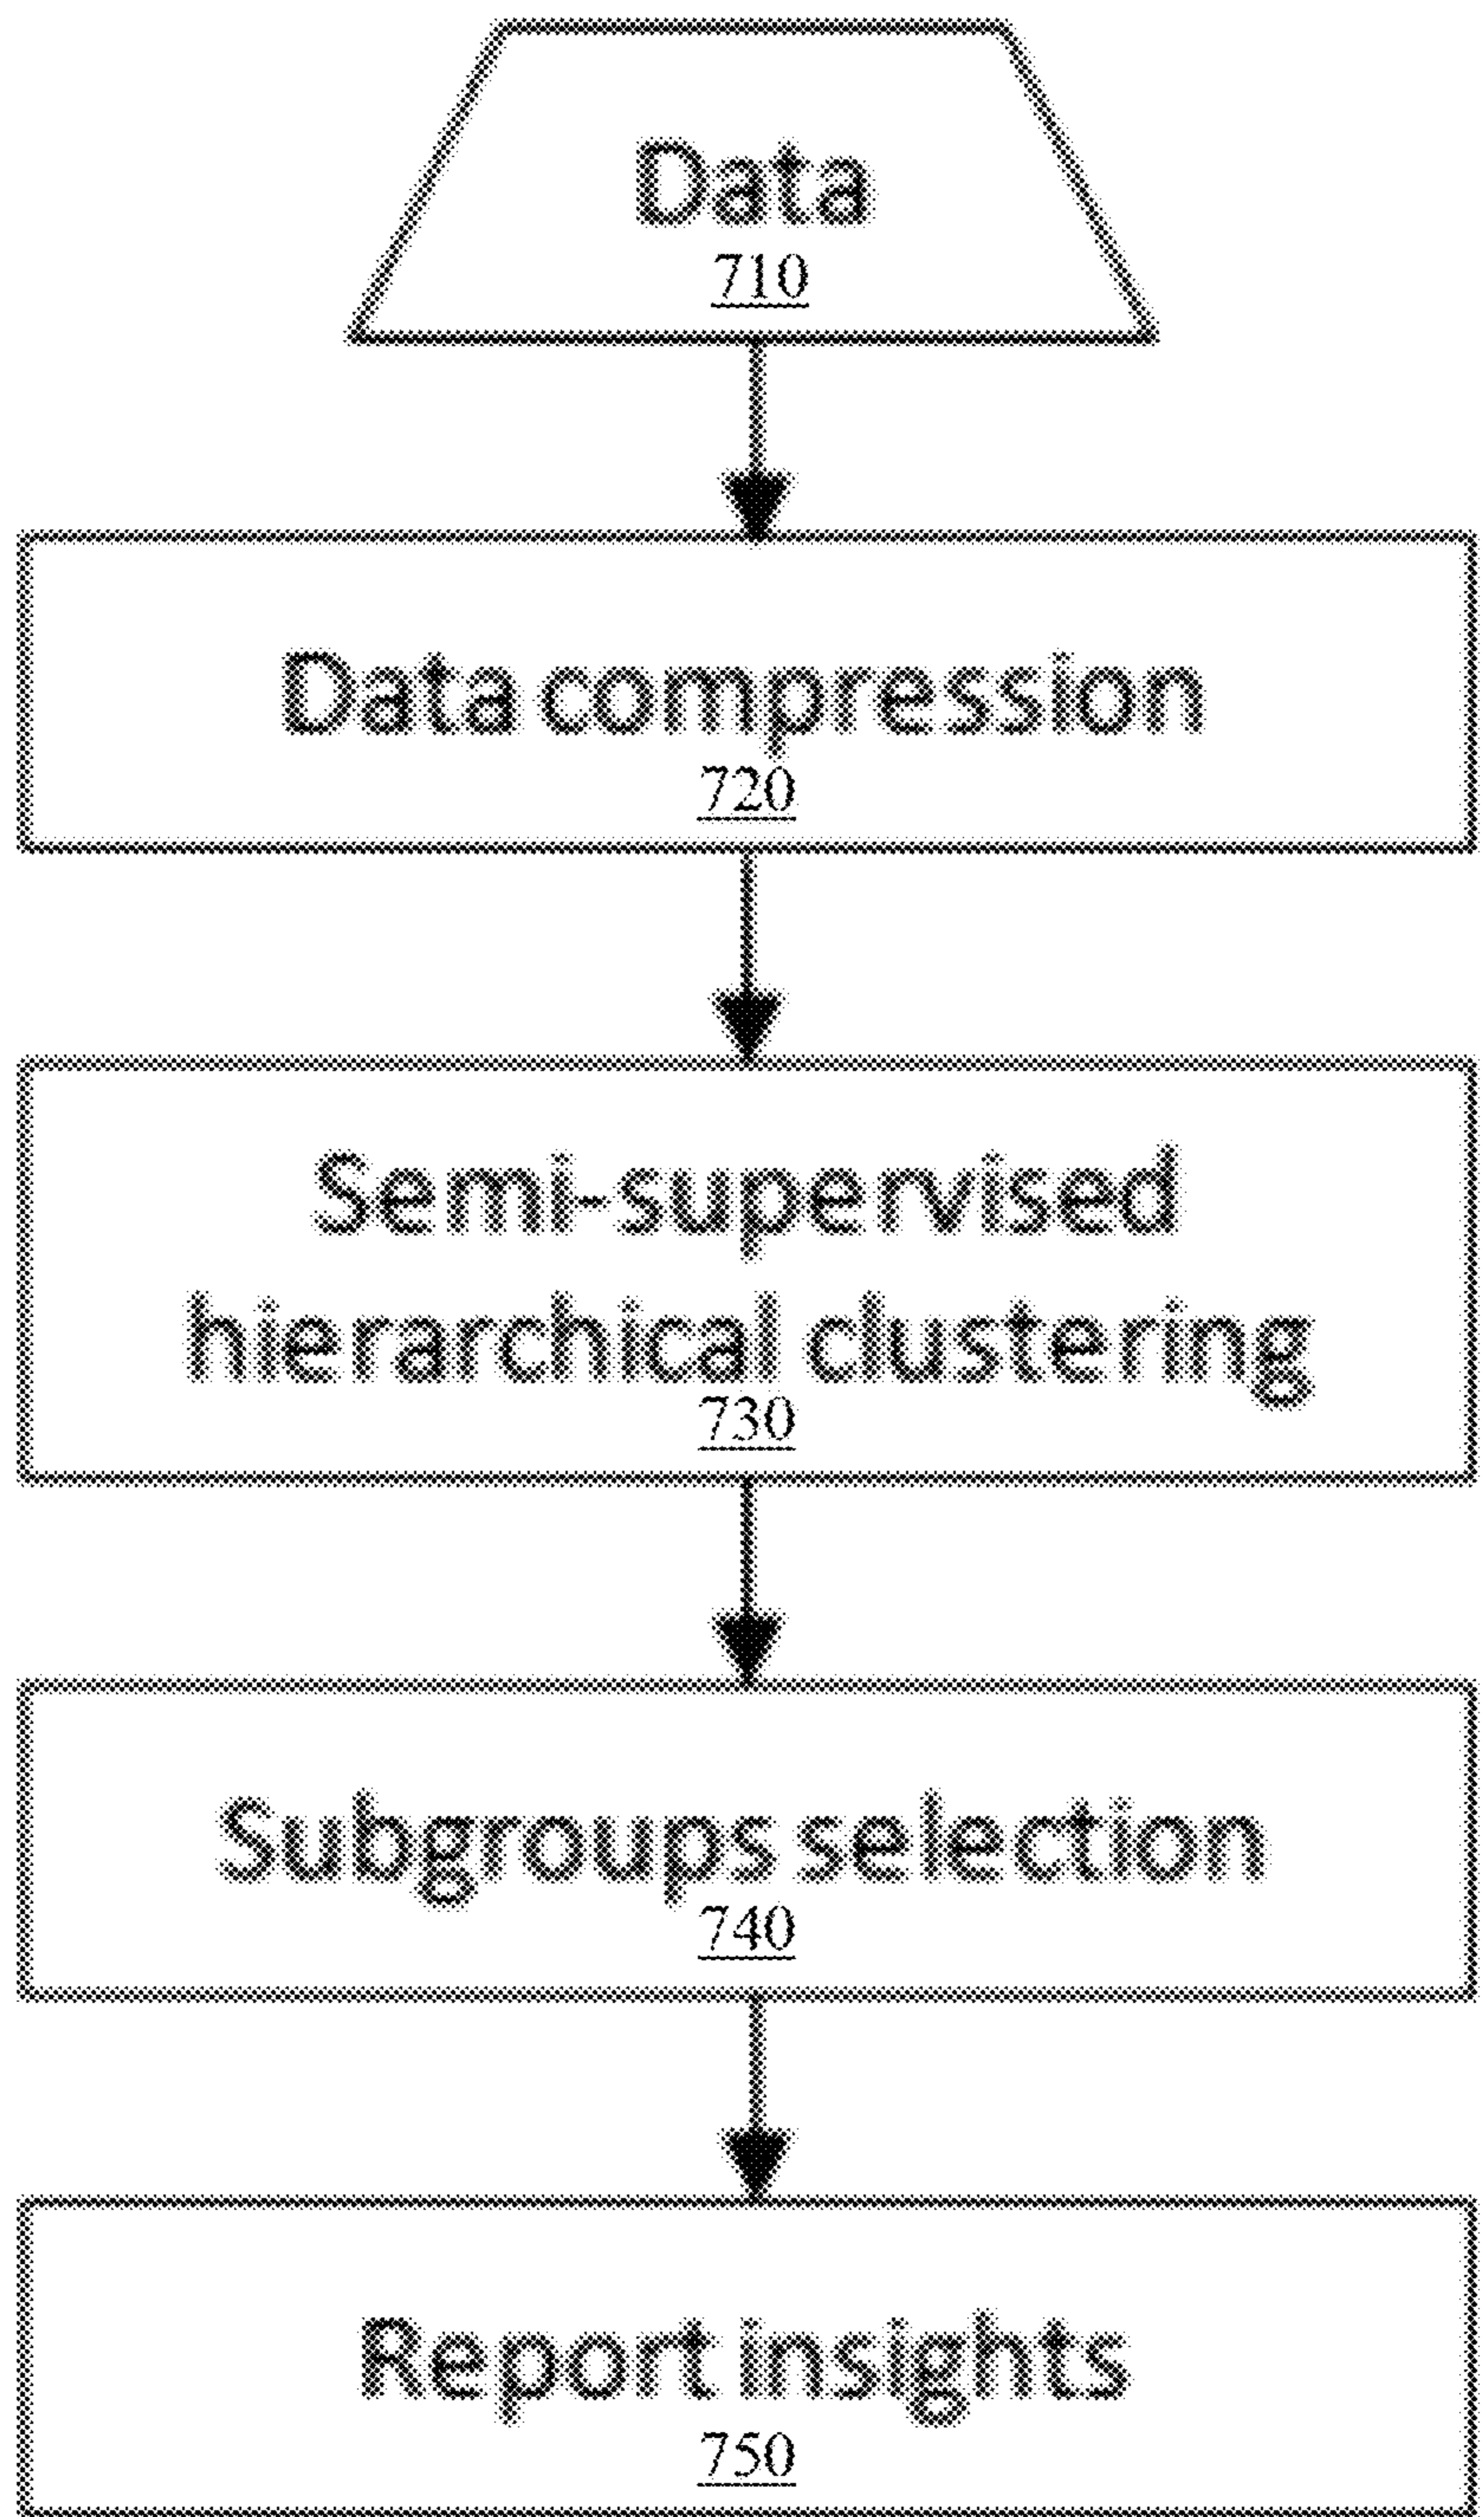 Data
710
Data compression
720
Semi-supervised
hierarchical clustering
730
Subgroups selection
740
Report insights
750